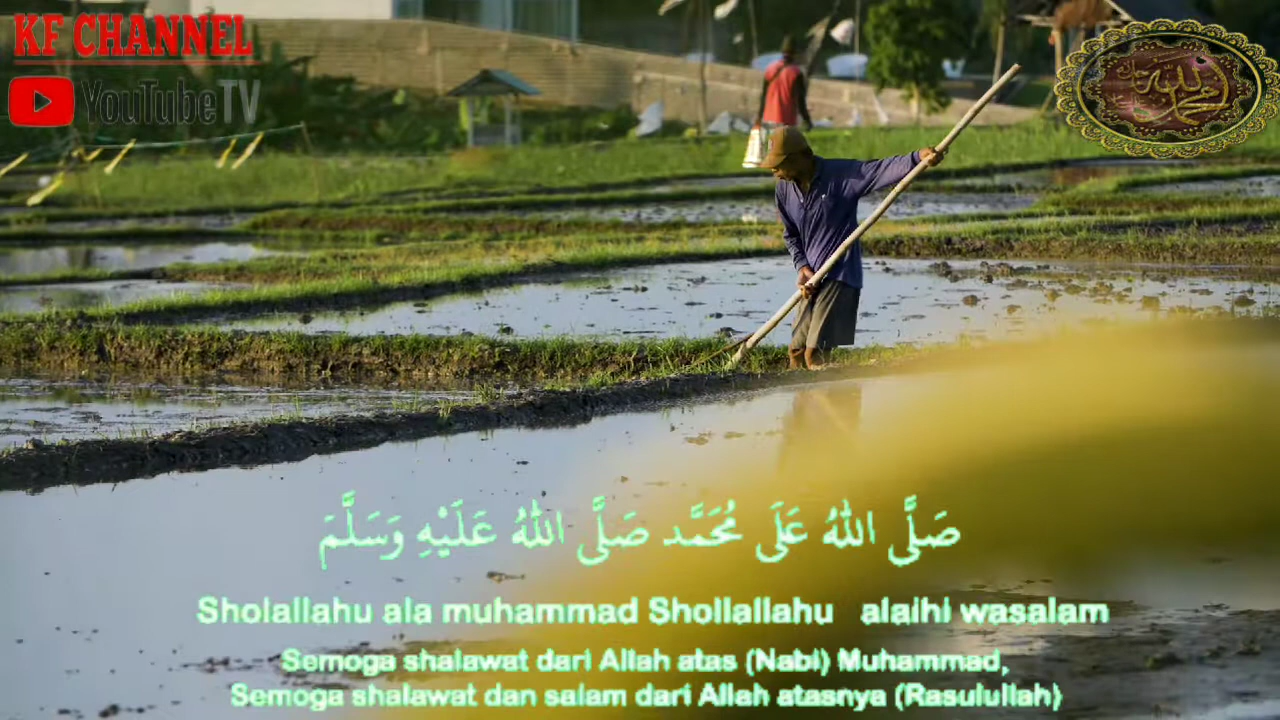 KF CHANNEL
YouTubeTV
صَلَّى اللهُ عَلَى مُحَمَّد صَلَّى اللهُ عَلَيْهِ وَسَلَّمَ
Sholallahu ala muhammad Shollallahu alaihi wasalam
Semoga shalawat dari Allah atas (Nabi) Muhammad,
Semoga shalawat dan salam dari Allah atasnya (Rasulullah)